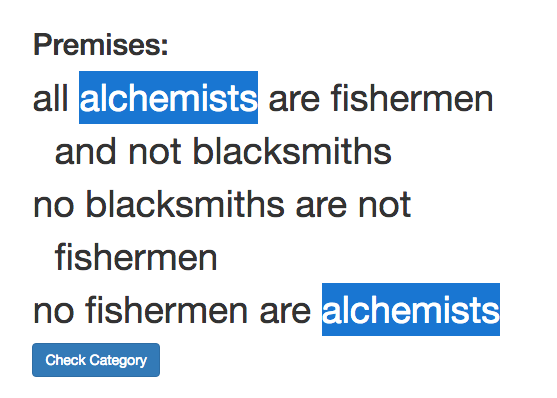 Premises:
all alchemists are fishermen
and not blacksmiths
no blacksmiths are not
fishermen
no fishermen are alchemists
Check Category